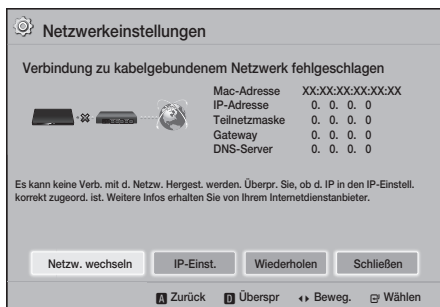 Netzwerkeinstellungen
Verbindung zu kabelgebundenem Netzwerk fehlgeschlagen
Mac-Adresse XX:XX:XX:XX:XX:XX
IP-Adresse 0. 0. 0. 0
Teilnetzmaske 0. 0. 0. 0
Gateway 0. 0. 0. 0
DNS-Server 0. 0. 0. 0
Es kann keine Verb. mit d. Netzw. Hergest. werden. Überpr. Sie, ob d. IP in den IP-Einstell.
korrekt zugeord. ist. Weitere Infos erhalten Sie von Ihrem Internetdienstanbieter.
Netzw. wechseln IP-Einst. Wiederholen Schließen
A Zurück D Überspr Beweg. Wählen